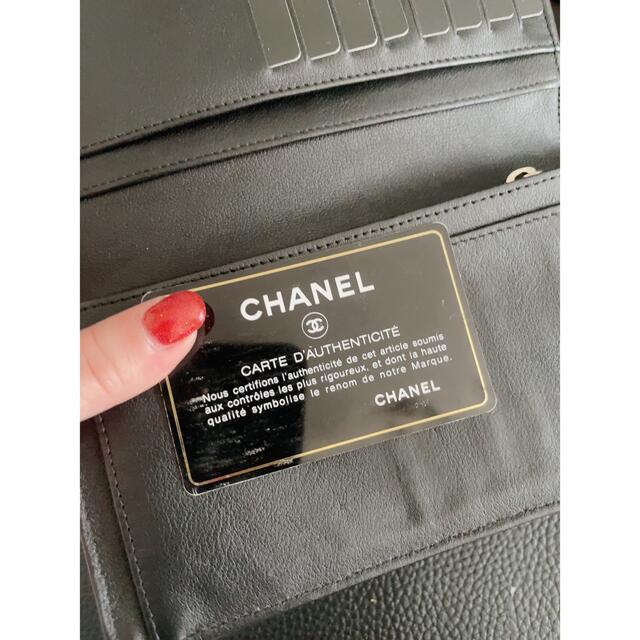 CHANEL
CARTE D'AUTHENTICITÉ
Nous certifions l'authenticité de cet article soumis
aux contrôles les plus rigoureux, et dont la haute
qualité symbolise le renom de notre Marque.
CHANEL